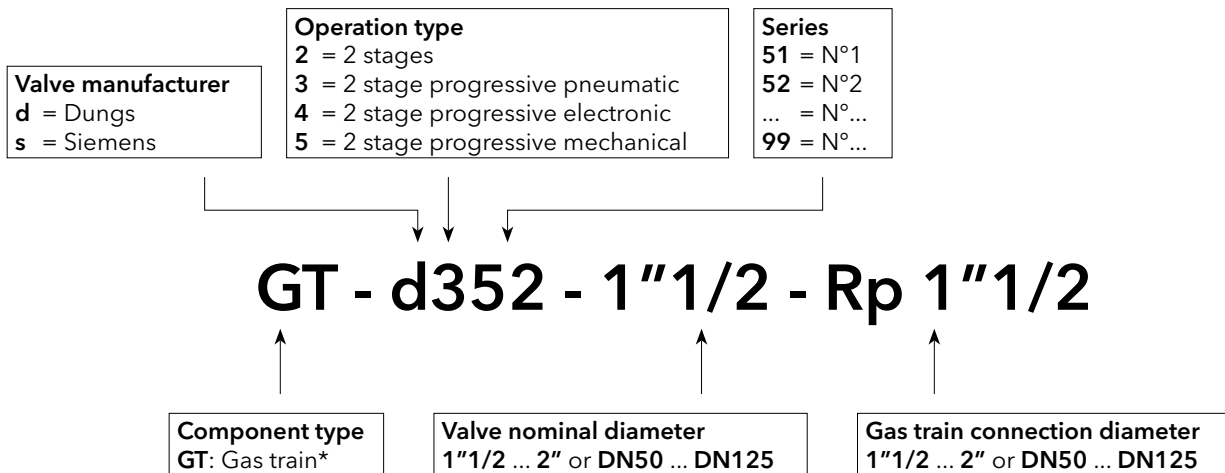 Valve manufacturer
d = Dungs
s = Siemens
Operation type
2 = 2 stages
3 = 2 stage progressive pneumatic
4 = 2 stage progressive electronic
5 = 2 stage progressive mechanical
Series
51 = N°1
52 = N°2
... = N°...
99 = N°...
GT - d352 - 1"1/2 - Rp 1"1/2
Component type
GT: Gas train*
Valve nominal diameter
1"1/2 ... 2" or DN50 ... DN125
Gas train connection diameter
1"1/2 ... 2" or DN50 ... DN125